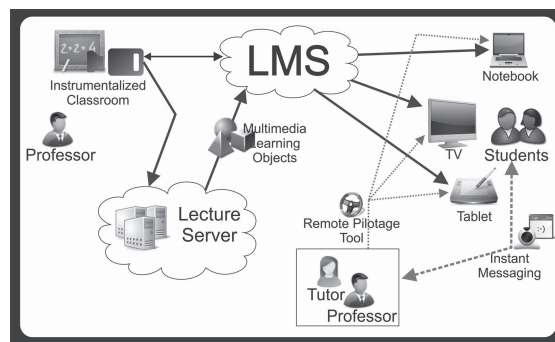 2+2=4
LMS
Instrumentalized
Classroom
Notebook
Professor
Multimedia
Learning
Objects
TV
Students
Lecture
Server
Tablet
Remote Pilotage
Tool
:-)
Instant
Messaging
Tutor
Professor